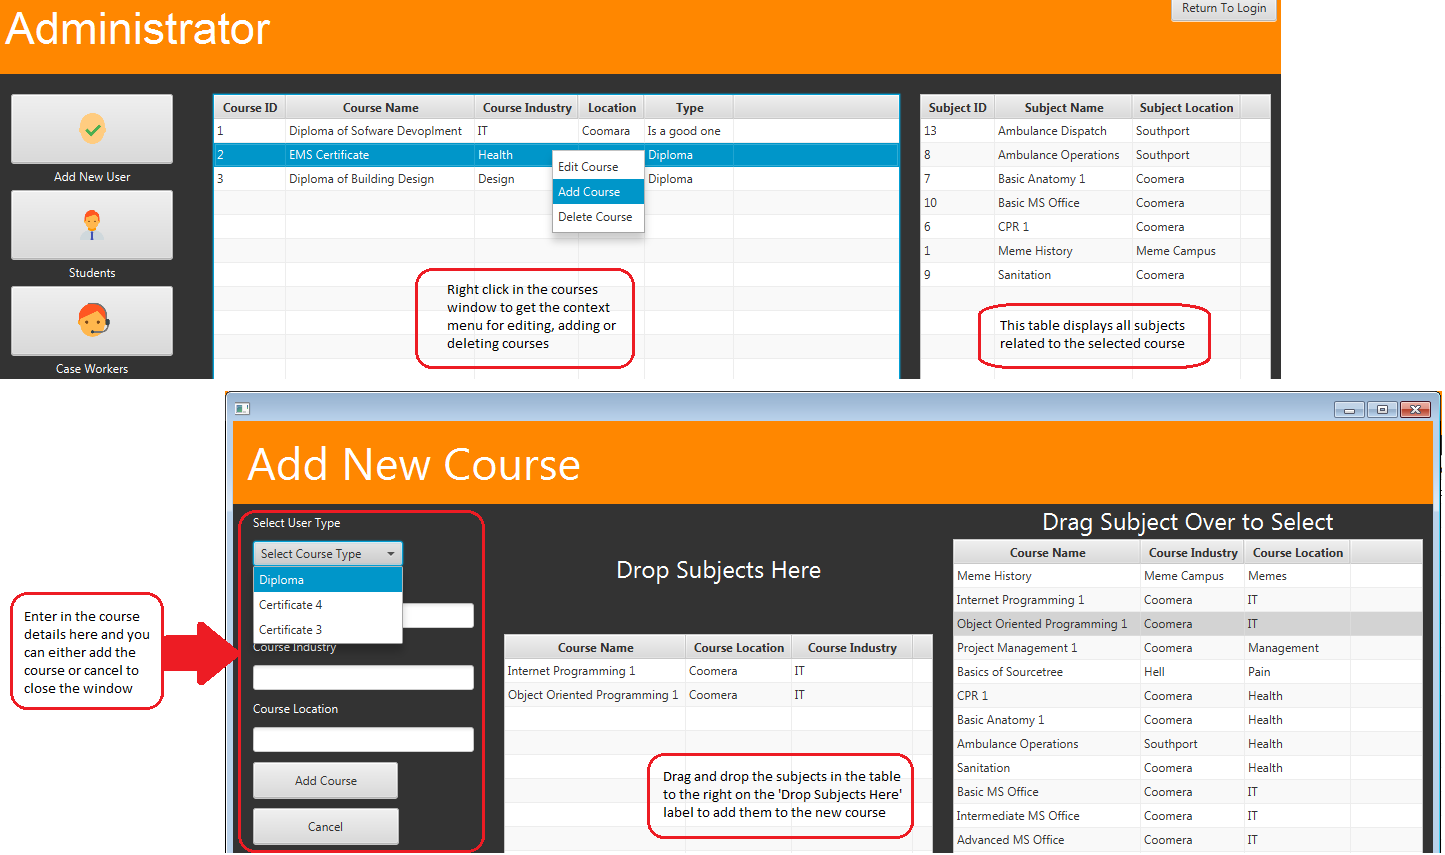 Administrator
Return To Login
Add New User
Students
Case Workers
Course ID Course Name Course Industry Location Type
1 Diploma of Sofware Devoplment IT Coomara Is a good one
2 EMS Certificate Health Diploma
3 Diploma of Building Design Design Diploma
Edit Course
Add Course
Delete Course
Right click in the courses
window to get the context
menu for editing, adding or
deleting courses
Subject ID Subject Name Subject Location
13 Ambulance Dispatch Southport
8 Ambulance Operations Southport
7 Basic Anatomy 1 Coomera
10 Basic MS Office Coomera
6 CPR 1 Coomera
1 Meme History Meme Campus
9 Sanitation Coomera
This table displays all subjects
related to the selected course
Add New Course
Enter in the course
details here and you
can either add the
course or cancel to
close the window
Select User Type
Select Course Type
Diploma
Certificate 4
Certificate 3
Course Industry
Course Location
Add Course
Cancel
Drop Subjects Here
Course Name Course Location Course Industry
Internet Programming 1 Coomera IT
Object Oriented Programming 1 Coomera IT
Drag and drop the subjects in the table
to the right on the 'Drop Subjects Here'
label to add them to the new course
Drag Subject Over to Select
Course Name Course Industry Course Location
Meme History Meme Campus Memes
Internet Programming 1 Coomera IT
Object Oriented Programming 1 Coomera IT
Project Management 1 Coomera Management
Basics of Sourcetree Hell Pain
CPR 1 Coomera Health
Basic Anatomy 1 Coomera Health
Ambulance Operations Southport Health
Sanitation Coomera Health
Basic MS Office Coomera IT
Intermediate MS Office Coomera IT
Advanced MS Office Coomera IT